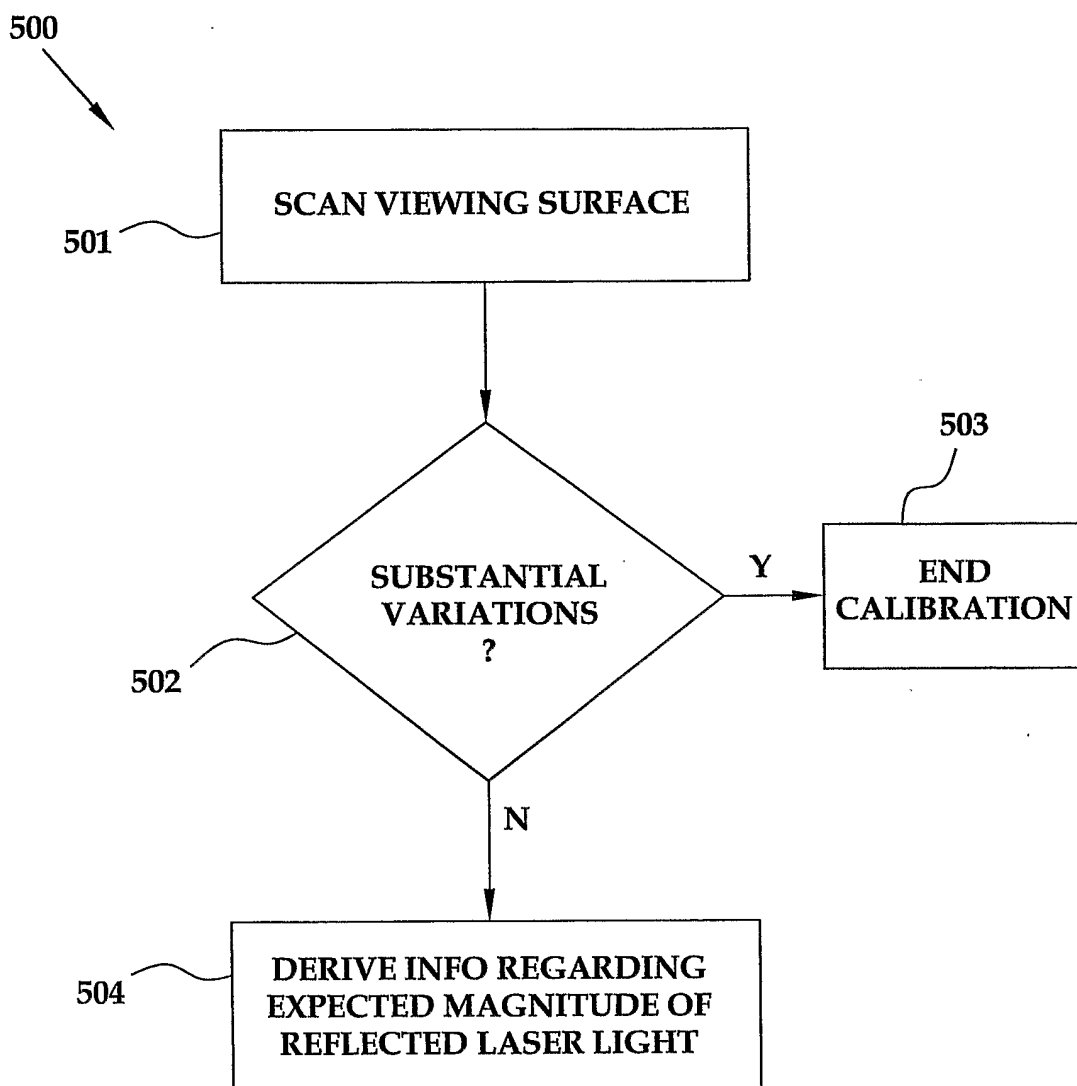 500
SCAN VIEWING SURFACE
501
503
SUBSTANTIAL
VARIATIONS
?
Y
END
CALIBRATION
502
N
DERIVE INFO REGARDING
EXPECTED MAGNITUDE OF
REFLECTED LASER LIGHT
504